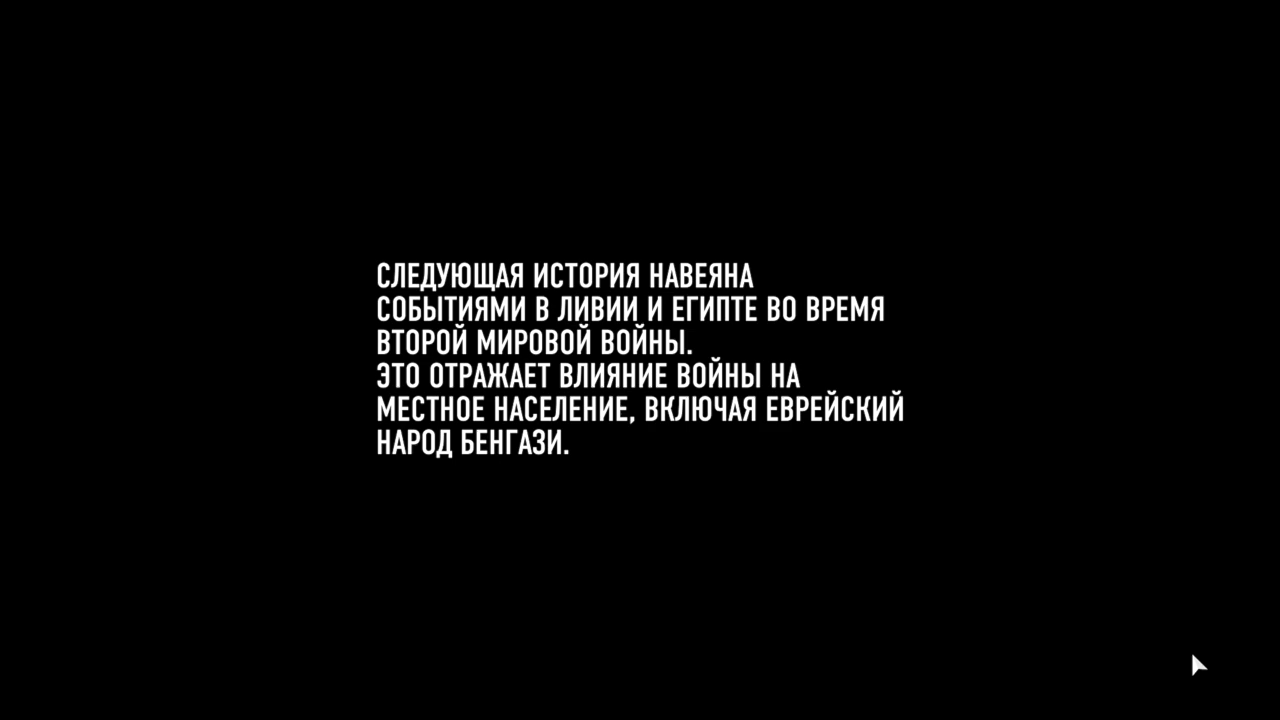 СЛЕДУЮЩАЯ ИСТОРИЯ НАВЕЯНА
СОБЫТИЯМИ В ЛИВИИ И ЕГИПТЕ ВО ВРЕМЯ
ВТОРОЙ МИРОВОЙ ВОЙНЫ.
ЭТО ОТРАЖАЕТ ВЛИЯНИЕ ВОЙНЫ НА
МЕСТНОЕ НАСЕЛЕНИЕ, ВКЛЮЧАЯ ЕВРЕЙСКИЙ
НАРОД БЕНГАЗИ.